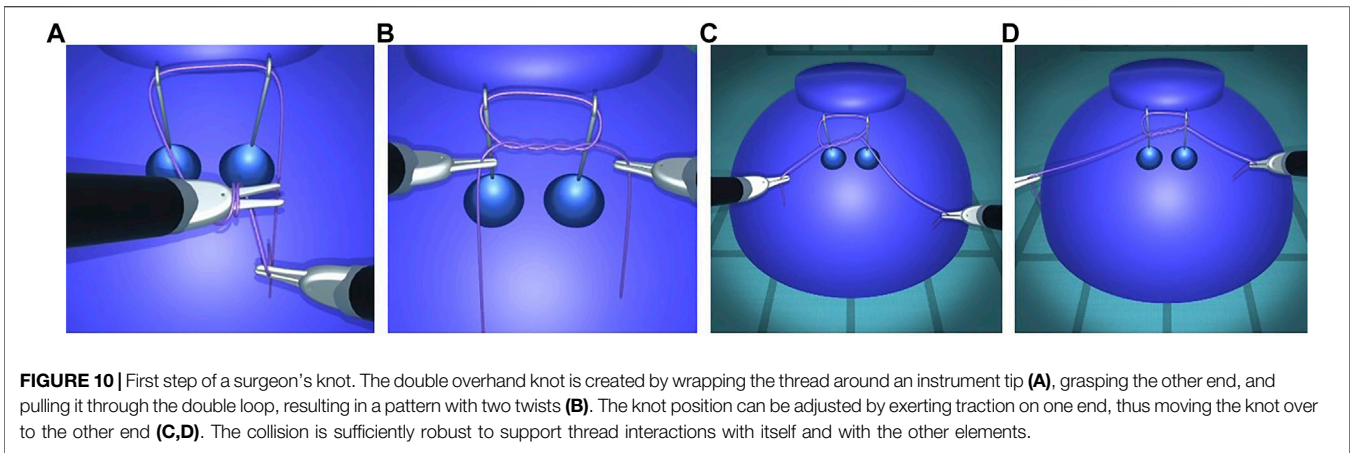 A B C D
FIGURE 10 | First step of a surgeon's knot. The double overhand knot is created by wrapping the thread around an instrument tip (A), grasping the other end, and
pulling it through the double loop, resulting in a pattern with two twists (B). The knot position can be adjusted by exerting traction on one end, thus moving the knot over
to the other end (C,D). The collision is sufficiently robust to support thread interactions with itself and with the other elements.